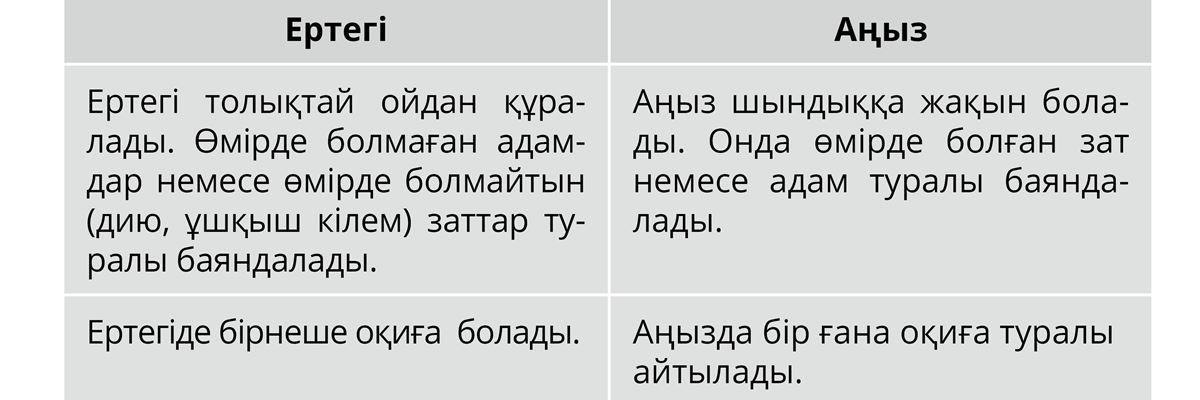 Ертегі
Аңыз
Ертегі толықтай ойдан құра-
лады. Өмірде болмаған адам-
дар немесе өмірде болмайтын
(дию, ұшқыш кілем) заттар ту-
ралы баяндалады.
Аңыз шындыққа жақын бола-
ды. Онда өмірде болған зат
немесе адам туралы баянда-
лады.
Ертегіде бірнеше оқиға болады.
Аңызда бір ғана оқиға туралы
айтылады.